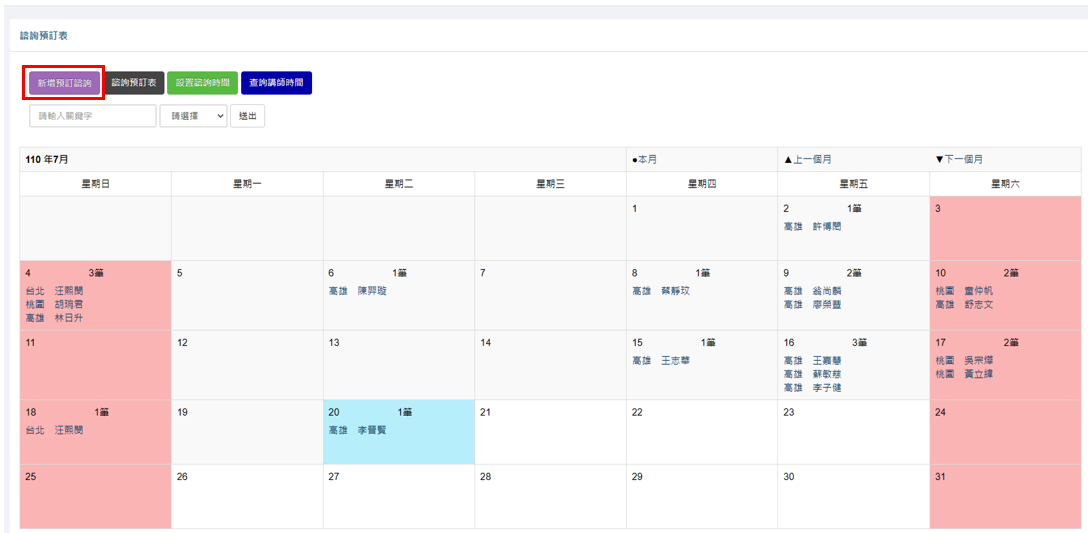 諮詢預訂表
新增預訂諮詢 諮詢預訂表 設置諮詢時間 查詢講師時間
請輸入關鍵字 請選擇 送出
110 年7月 ●本月 ▲上一個月 ▼下一個月
星期日 星期一 星期二 星期三 星期四 星期五 星期六
1 2 1筆 3
高雄 許博閔
4 3筆 5 6 1筆 7 8 1筆 9 2筆 10 2筆
台北 汪熙閔 高雄 陳羿璇 高雄 蔡靜玟 高雄 翁尚麟 桃園 童仲帆
桃園 胡琬君 高雄 廖榮豐 高雄 舒志文
高雄 林日升
11 12 13 14 15 1筆 16 3筆 17 2筆
高雄 王志華 高雄 王嘉慧 桃園 吳宗燁
高雄 蘇敏慈 桃園 黃立緯
高雄 李子健
18 1筆 19 20 1筆 21 22 23 24
台北 汪熙閔 高雄 李晉賢
25 26 27 28 29 30 31